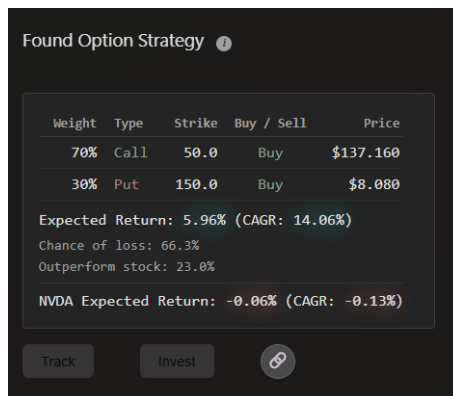 Found Option Strategy i
Weight Type Strike Buy / Sell Price
70% Call 50.0 Buy $137.160
30% Put 150.0 Buy $8.080
Expected Return: 5.96% (CAGR: 14.06%)
Chance of loss: 66.3%
Outperform stock: 23.0%
NVDA Expected Return: -0.06% (CAGR: -0.13%)
Track Invest